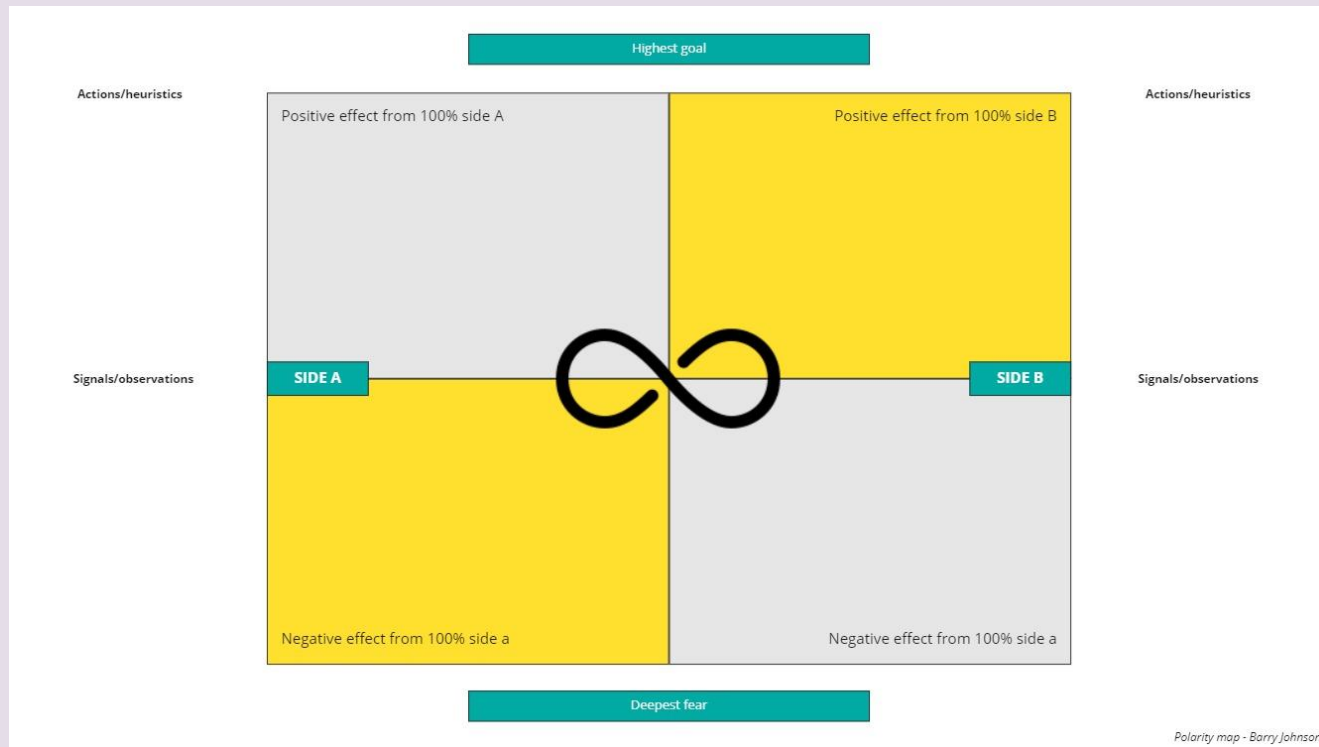 Highest goal
Actions/heuristics
Actions/heuristics
Positive effect from 100% side A
Positive effect from 100% side B
Signals/observations
SIDE A
SIDE B
Signals/observations
Negative effect from 100% side a
Negative effect from 100% side a
Deepest fear
Polarity map - Barry Johnson